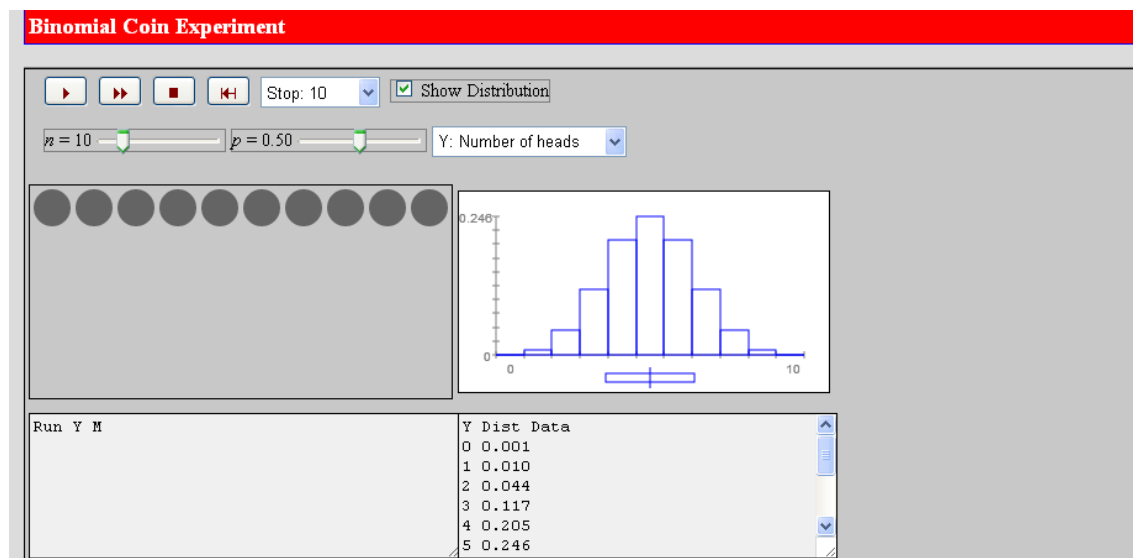 Binomial Coin Experiment
Stop: 10 Show Distribution
n = 10 p = 0.50 Y: Number of heads
0.246
0
0 10
Run Y M
Y Dist Data
0 0.001
1 0.010
2 0.044
3 0.117
4 0.205
5 0.246